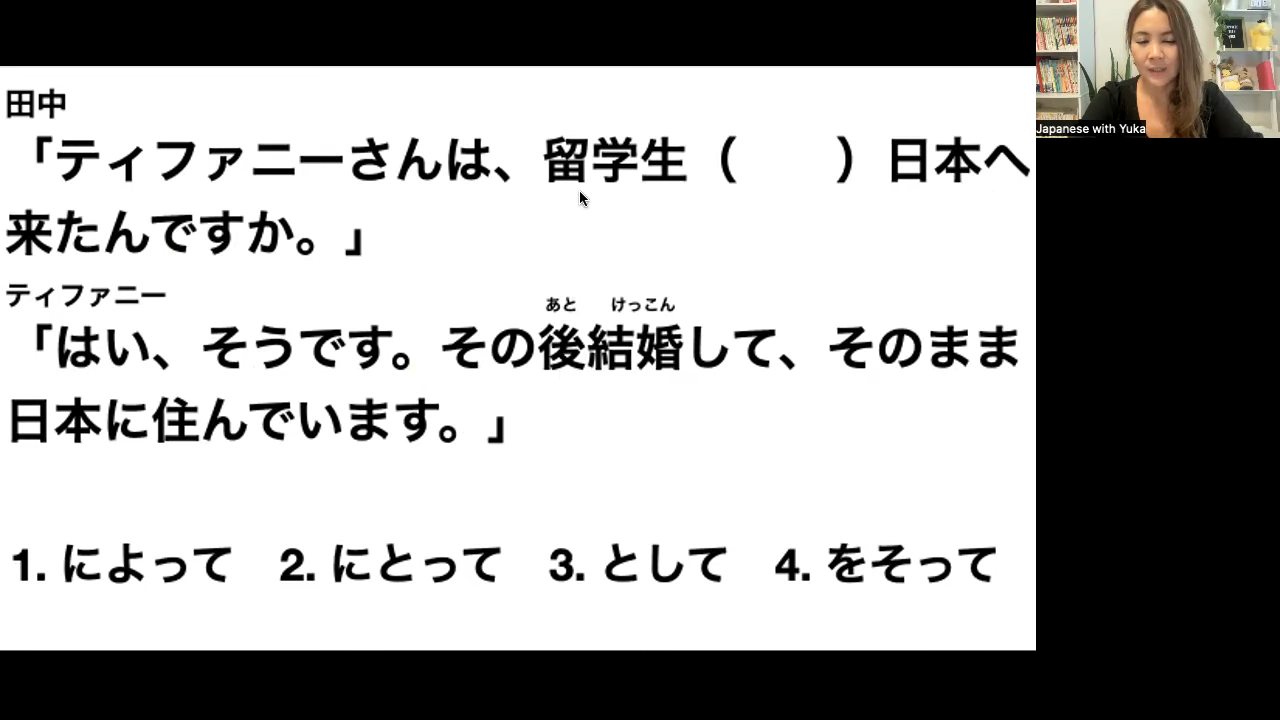 田中
「ティファニーさんは、留学生（　　）日本へ
来たんですか。」
ティファニー
あと けっこん
「はい、そうです。その後結婚して、そのまま
日本に住んでいます。」
1. によって 2. にとって 3. として 4. をそって
Japanese with Yuka